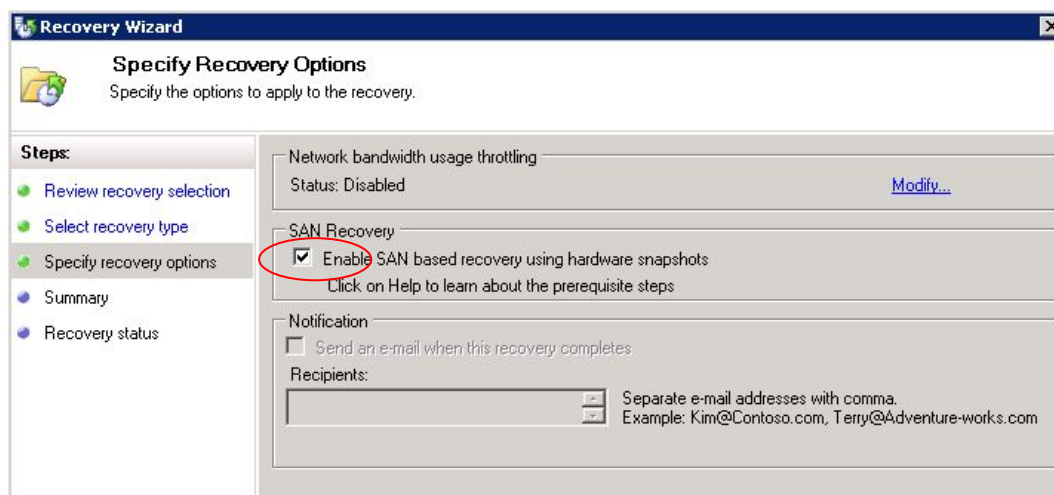 Recovery Wizard
Specify Recovery Options
Specify the options to apply to the recovery.
Steps:
Review recovery selection
Select recovery type
Specify recovery options
Summary
Recovery status
Network bandwidth usage throttling
Status: Disabled
Modify...
SAN Recovery
Enable SAN based recovery using hardware snapshots
Click on Help to learn about the prerequisite steps
Notification
Send an e-mail when this recovery completes
Recipients:
Separate e-mail addresses with comma.
Example: Kim@Contoso.com, Terry@Adventure-works.com